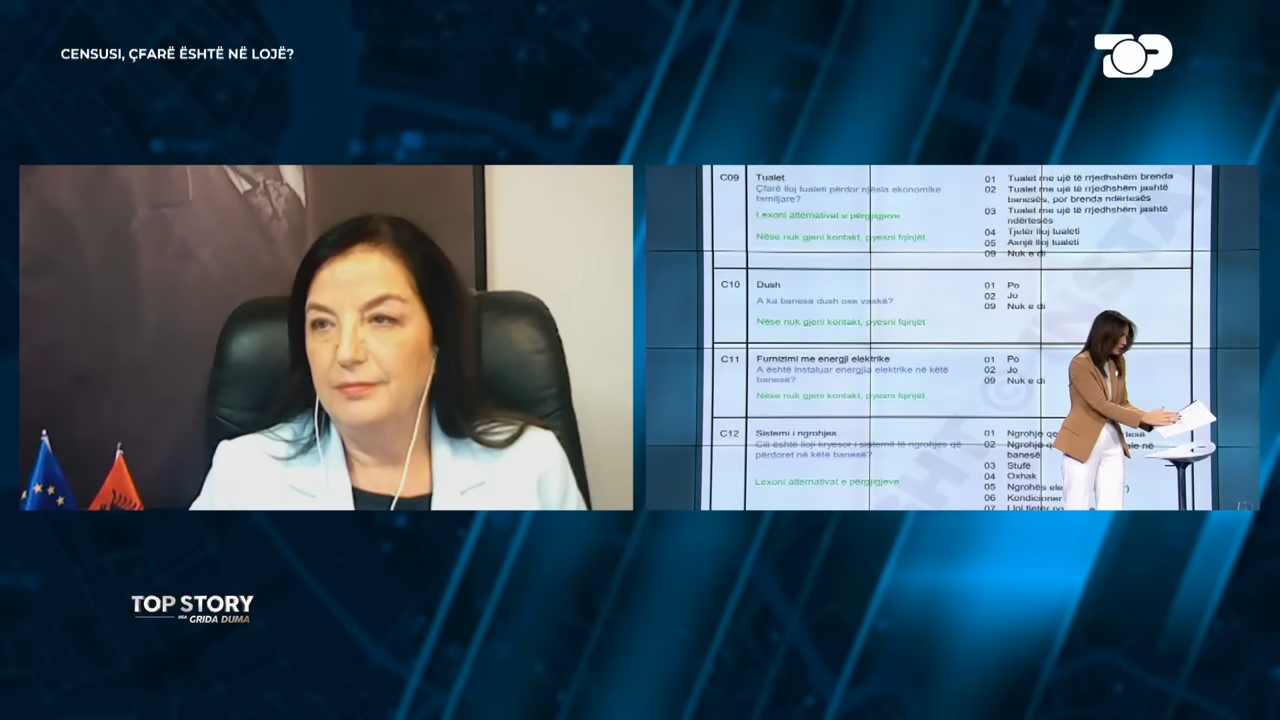 CENSUSI, ÇFARË ËSHTË NË LOJË?
TOP
C09
Tualet
Çfarë lloj tualeti përdor njësia ekonomike
familjare?
Lexoni alternativat e përgjigjeve
Nëse nuk gjeni kontakt, pyesni fqinjët
01 Tualet me ujë të rrjedhshëm brenda
02 Tualet me ujë të rrjedhshëm jashtë
banesës, por brenda ndërtesës
03 Tualet me ujë të rrjedhshëm jashtë
ndërtesës
04 Tjetër lloj tualeti
05 Asnjë lloj tualeti
09 Nuk e di
C10
Dush
A ka banesa dush ose vaskë?
Nëse nuk gjeni kontakt, pyesni fqinjët
01 Po
02 Jo
09 Nuk e di
C11
Furnizimi me energji elektrike
A është instaluar energjia elektrike në këtë
banesë?
Nëse nuk gjeni kontakt, pyesni fqinjët
01 Po
02 Jo
09 Nuk e di
C12
Sistemi i ngrohjes
Cili është lloji kryesor i sistemit të ngrohjes që
përdoret në këtë banesë?
Lexoni alternativat e përgjigjeve
01 Ngrohje
02 Ngrohje në
banesë
03 Stufë
04 Oxhak
05 Ngrohës
06 Kondicioner
07 Lloj tjetër
TOP STORY
NGA GRIDA DUMA